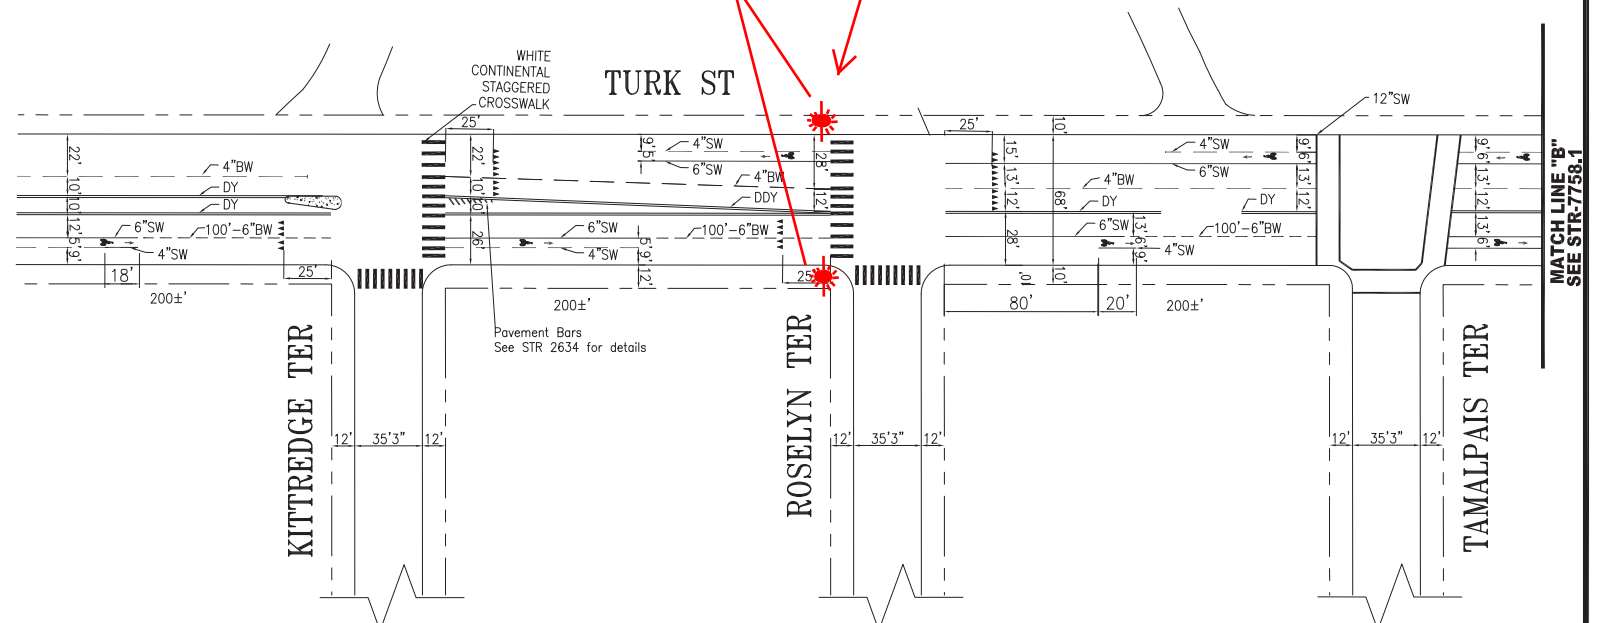 WHITE
CONTINENTAL
STAGGERED
CROSSWALK
TURK ST
12"SW
25'
25'
10'
22'
22'
9'
5'
4"SW
6"SW
28'
15'
4"SW
6"SW
9'
6'
9'
6'
4"BW
4"BW
13'
4"BW
13'
13'
10'
DY
10'
DDY
12'
12'
68'
DY
DY
12'
12'
10'
DY
10'
12'
6"SW
100'-6"BW
6"SW
100'-6"BW
6"SW
13'
100'-6"BW
13'
5'
4"SW
26'
4"SW
5'
28'
4"SW
6'
6'
9'
9'
9'
18'
25'
12'
25'
10'
10'
200±'
200±'
80'
20'
200±'
Pavement Bars
See STR 2634 for details
KITTREDGE TER
ROSELYN TER
TAMALPAIS TER
12'
35'3"
12'
12'
35'3"
12'
12'
35'3"
12'
MATCH LINE "B"
SEE STR-7758.1